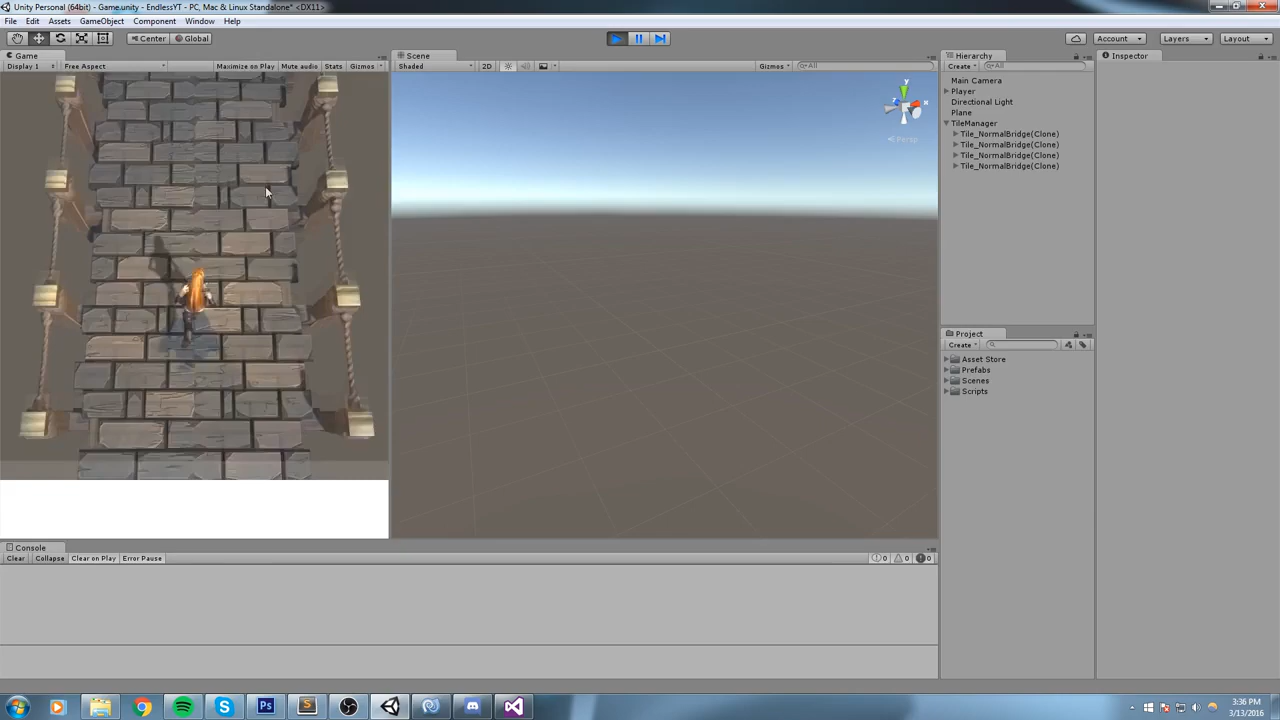 Unity Personal (64bit) - Game.unity - EndlessYT - PC, Mac & Linux Standalone* <DX11>
File Edit Assets GameObject Component Window Help
Center Global Account Layers Layout
Game
Display 1 Free Aspect Maximize on Play Mute audio Stats Gizmos
Scene
Shaded 2D Gizmos All
y
x
z
Persp
Hierarchy
Create All
Main Camera
Player
Directional Light
Plane
TileManager
Tile_NormalBridge(Clone)
Tile_NormalBridge(Clone)
Tile_NormalBridge(Clone)
Tile_NormalBridge(Clone)
Inspector
Project
Create
Asset Store
Prefabs
Scenes
Scripts
Console
Clear Collapse Clear on Play Error Pause 0 0 0
3:36 PM
3/13/2016